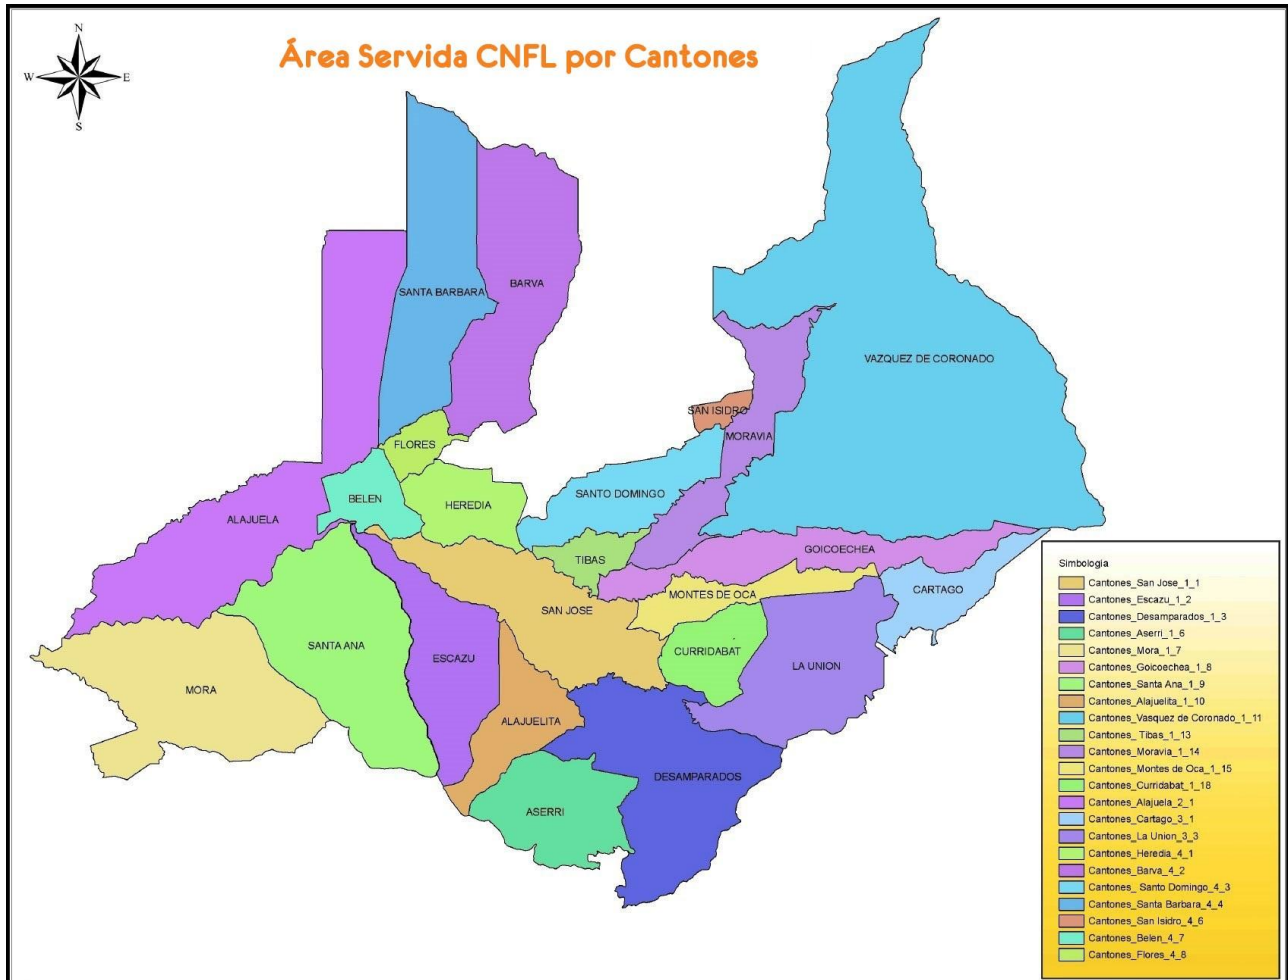 N
Área Servida CNFL por Cantones
W E
S
SANTA BARBARA
BARVA
VAZQUEZ DE CORONADO
SAN ISIDRO
MORAVIA
FLORES
BELEN
HEREDIA
SANTO DOMINGO
ALAJUELA
TIBAS
GOICOECHEA
CARTAGO
MONTES DE OCA
SAN JOSE
SANTA ANA
ESCAZU
CURRIDABAT
LA UNION
MORA
ALAJUELITA
DESAMPARADOS
ASERRI
Simbología
Cantones_San Jose_1_1
Cantones_Escazu_1_2
Cantones_Desamparados_1_3
Cantones_Aserri_1_6
Cantones_Mora_1_7
Cantones_Goicoechea_1_8
Cantones_Santa Ana_1_9
Cantones_Alajuelita_1_10
Cantones_Vasquez de Coronado_1_11
Cantones_ Tibas_1_13
Cantones_Moravia_1_14
Cantones_Montes de Oca_1_15
Cantones_Curridabat_1_18
Cantones_Alajuela_2_1
Cantones_Cartago_3_1
Cantones_La Union_3_3
Cantones_Heredia_4_1
Cantones_Barva_4_2
Cantones_ Santo Domingo_4_3
Cantones_Santa Barbara_4_4
Cantones_San Isidro_4_6
Cantones_Belen_4_7
Cantones_Flores_4_8